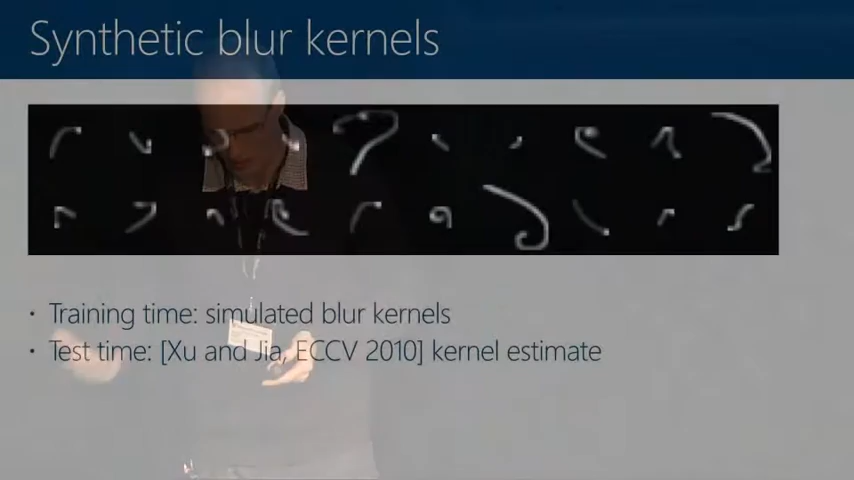 Synthetic blur kernels
• Training time: simulated blur kernels
• Test time: [Xu and Jia, ECCV 2010] kernel estimate